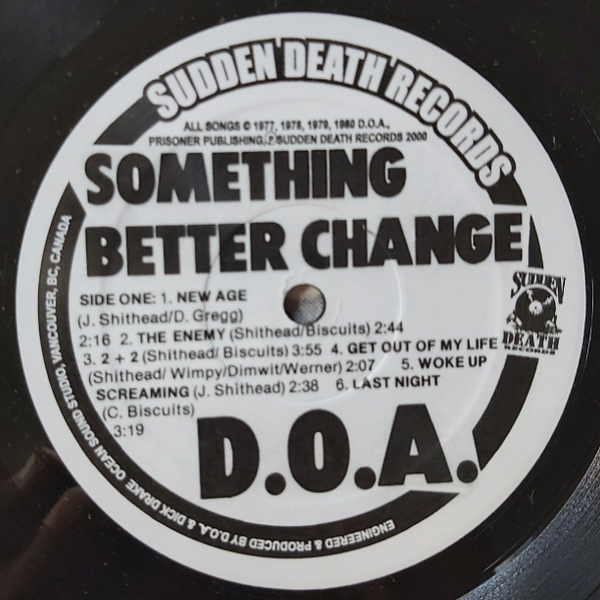 SUDDEN DEATH RECORDS
ALL SONGS © 1977, 1978, 1979, 1980 D.O.A.,
PRISONER PUBLISHING, ℗ SUDDEN DEATH RECORDS 2000
SOMETHING
BETTER CHANGE
SIDE ONE: 1. NEW AGE
(J. Shithead/D. Gregg)
2:16 2. THE ENEMY (Shithead/Biscuits) 2:44
3. 2 + 2 (Shithead/ Biscuits) 3:55 4. GET OUT OF MY LIFE
(Shithead/ Wimpy/Dimwit/Werner) 2:07 5. WOKE UP
SCREAMING (J. Shithead) 2:38 6. LAST NIGHT
(C. Biscuits)
3:19
D.O.A.
SUDDEN
DEATH
RECORDS
ENGINEERED & PRODUCED BY D.O.A. & DICK DRAKE OCEAN SOUND STUDIO, VANCOUVER, BC, CANADA